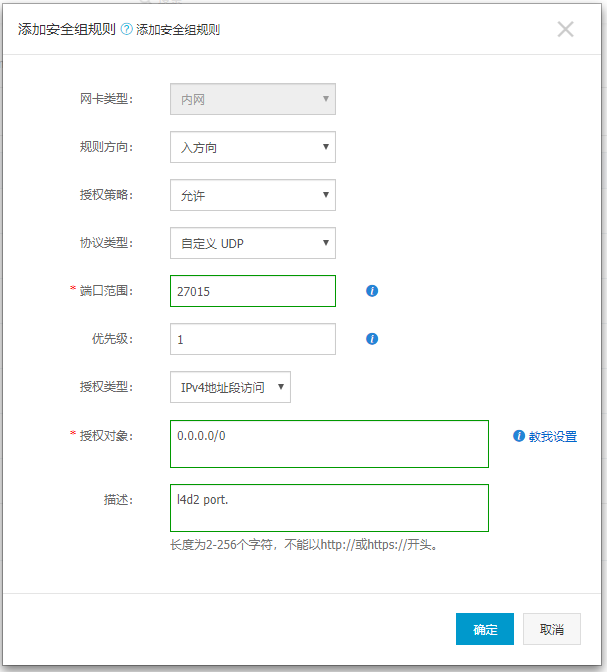 添加安全组规则 ? 添加安全组规则
网卡类型： 内网
规则方向： 入方向
授权策略： 允许
协议类型： 自定义 UDP
* 端口范围： 27015
优先级： 1
授权类型： IPv4地址段访问
* 授权对象： 0.0.0.0/0 i 教我设置
描述： l4d2 port.
长度为2-256个字符，不能以http://或https://开头。
确定 取消